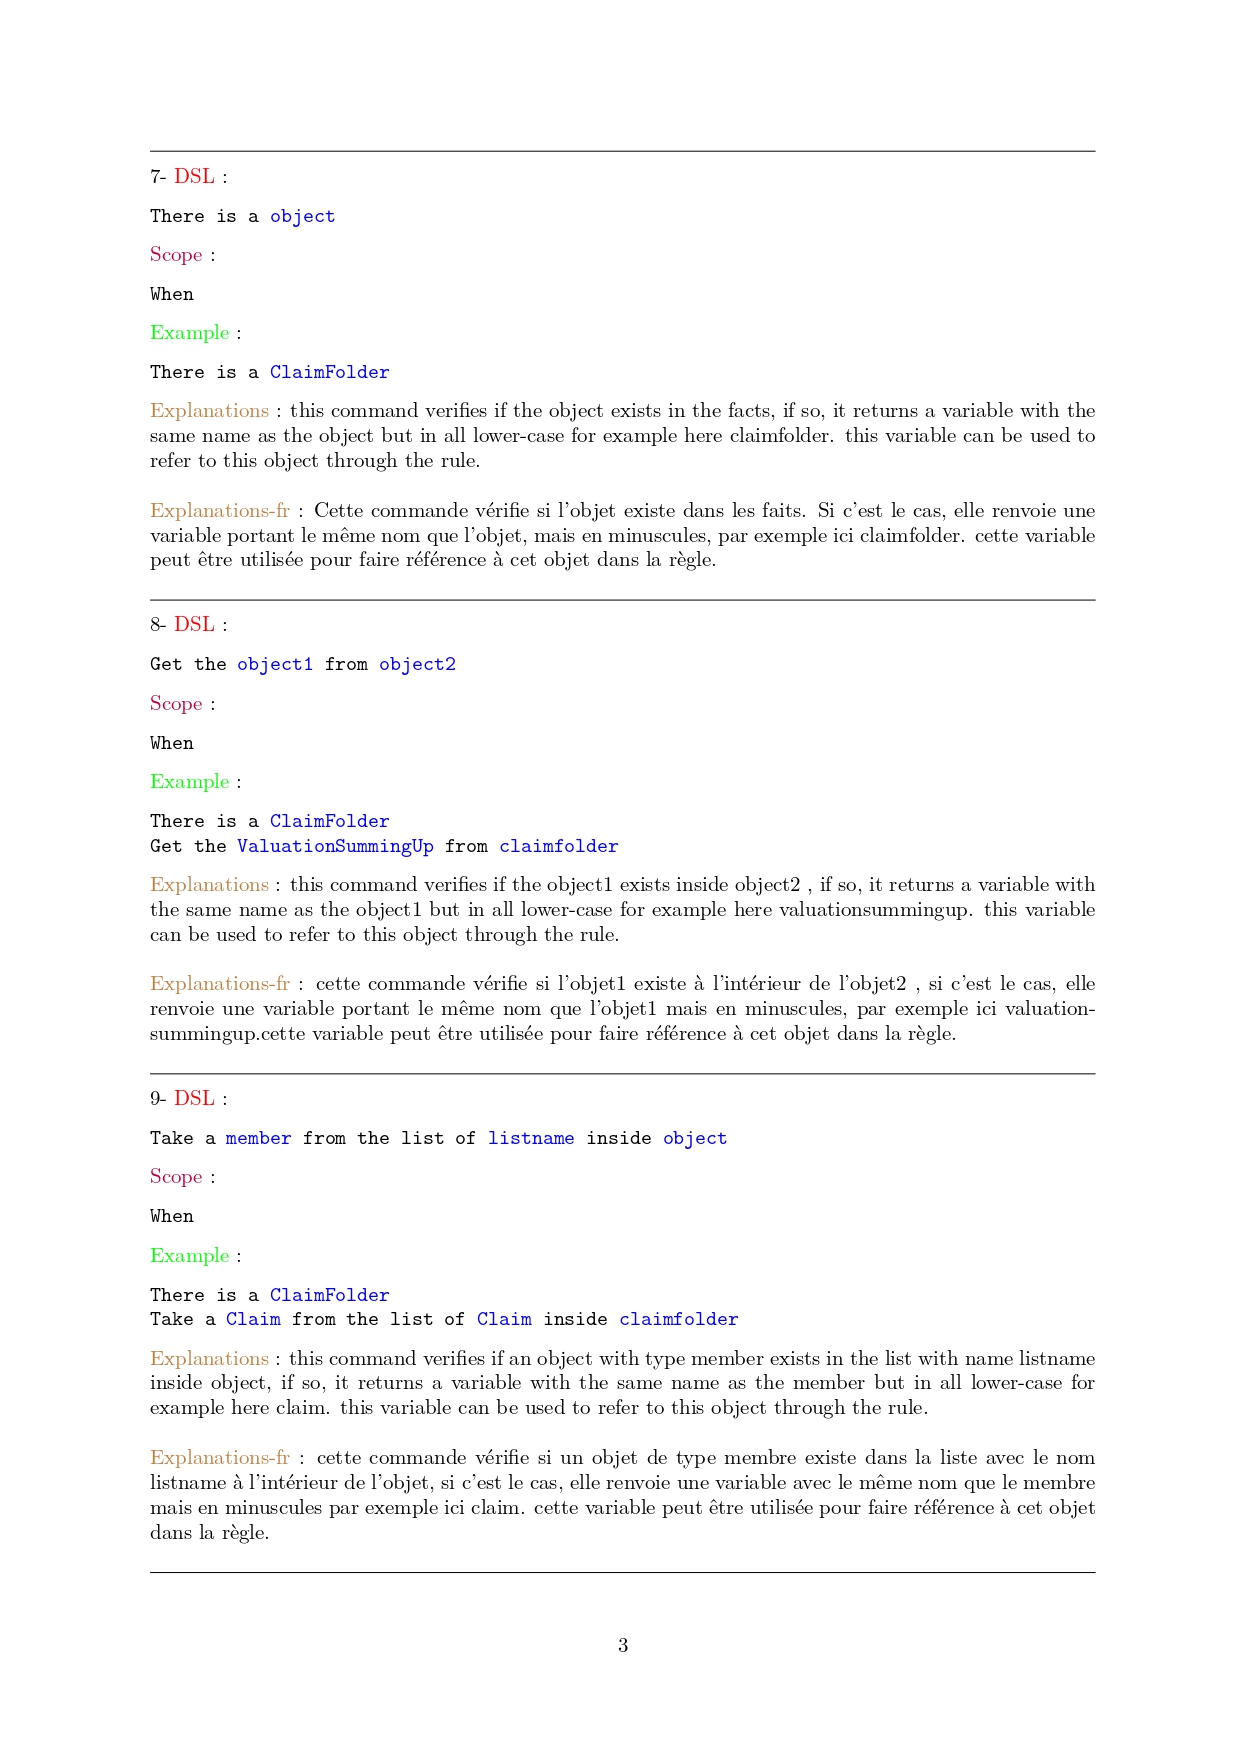 7- DSL :
There is a object
Scope :
When
Example :
There is a ClaimFolder
Explanations : this command verifies if the object exists in the facts, if so, it returns a variable with the
same name as the object but in all lower-case for example here claimfolder. this variable can be used to
refer to this object through the rule.
Explanations-fr : Cette commande vérifie si l'objet existe dans les faits. Si c'est le cas, elle renvoie une
variable portant le même nom que l'objet, mais en minuscules, par exemple ici claimfolder. cette variable
peut être utilisée pour faire référence à cet objet dans la règle.
8- DSL :
Get the object1 from object2
Scope :
When
Example :
There is a ClaimFolder
Get the ValuationSummingUp from claimfolder
Explanations : this command verifies if the object1 exists inside object2 , if so, it returns a variable with
the same name as the object1 but in all lower-case for example here valuationsummingup. this variable
can be used to refer to this object through the rule.
Explanations-fr : cette commande vérifie si l'objet1 existe à l'intérieur de l'objet2 , si c'est le cas, elle
renvoie une variable portant le même nom que l'objet1 mais en minuscules, par exemple ici valuation-
summingup.cette variable peut être utilisée pour faire référence à cet objet dans la règle.
9- DSL :
Take a member from the list of listname inside object
Scope :
When
Example :
There is a ClaimFolder
Take a Claim from the list of Claim inside claimfolder
Explanations : this command verifies if an object with type member exists in the list with name listname
inside object, if so, it returns a variable with the same name as the member but in all lower-case for
example here claim. this variable can be used to refer to this object through the rule.
Explanations-fr : cette commande vérifie si un objet de type membre existe dans la liste avec le nom
listname à l'intérieur de l'objet, si c'est le cas, elle renvoie une variable avec le même nom que le membre
mais en minuscules par exemple ici claim. cette variable peut être utilisée pour faire référence à cet objet
dans la règle.
3